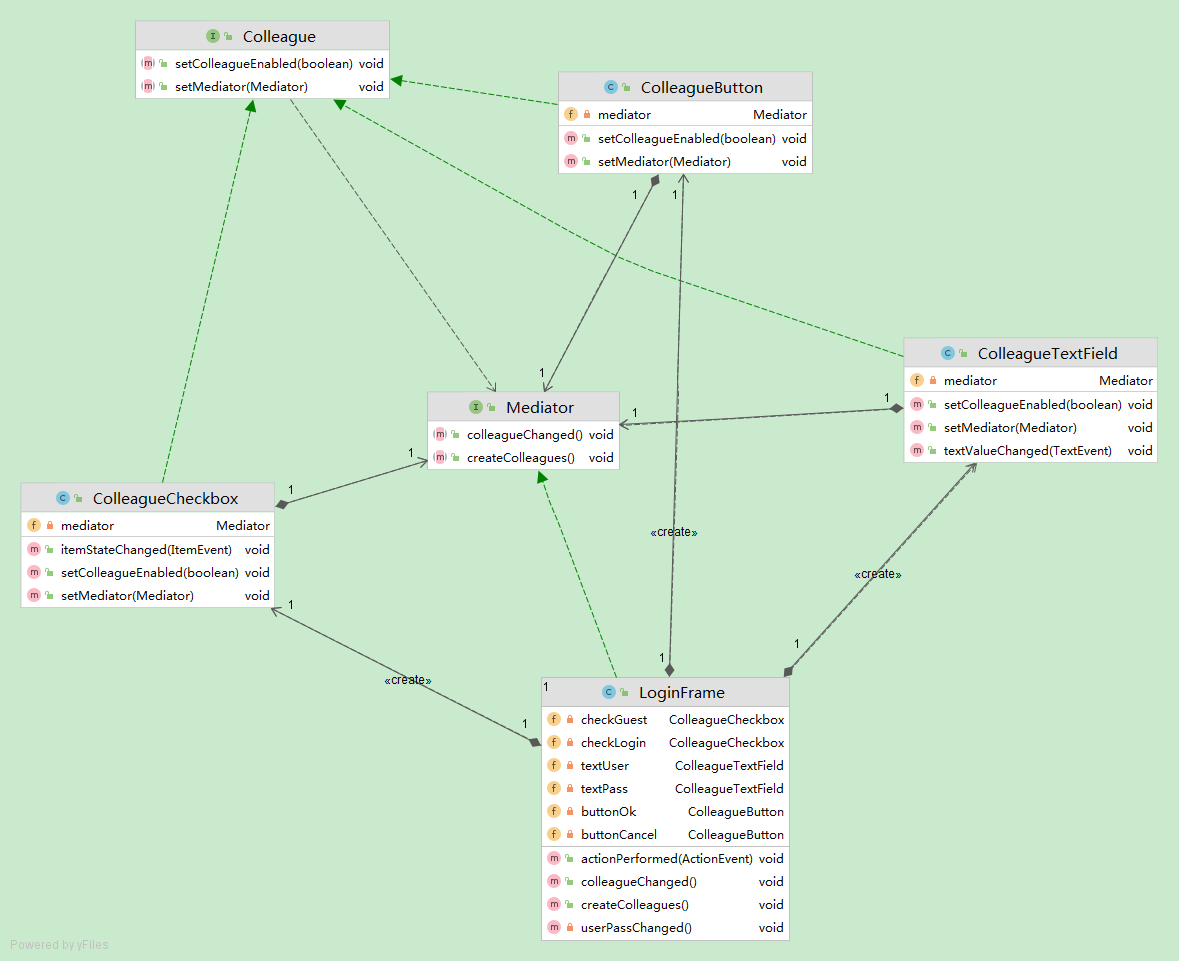 Colleague
setColleagueEnabled(boolean) void
setMediator(Mediator) void
ColleagueButton
mediator Mediator
setColleagueEnabled(boolean) void
setMediator(Mediator) void
1 1
1
ColleagueTextField
mediator Mediator
setColleagueEnabled(boolean) void
setMediator(Mediator) void
textValueChanged(TextEvent) void
1
1
Mediator
colleagueChanged() void
createColleagues() void
1
1
ColleagueCheckbox
mediator Mediator
itemStateChanged(ItemEvent) void
setColleagueEnabled(boolean) void
setMediator(Mediator) void
1
«create»
«create»
«create»
1
1
1
1
LoginFrame
checkGuest ColleagueCheckbox
checkLogin ColleagueCheckbox
textUser ColleagueTextField
textPass ColleagueTextField
buttonOk ColleagueButton
buttonCancel ColleagueButton
actionPerformed(ActionEvent) void
colleagueChanged() void
createColleagues() void
userPassChanged() void
Powered by yFiles